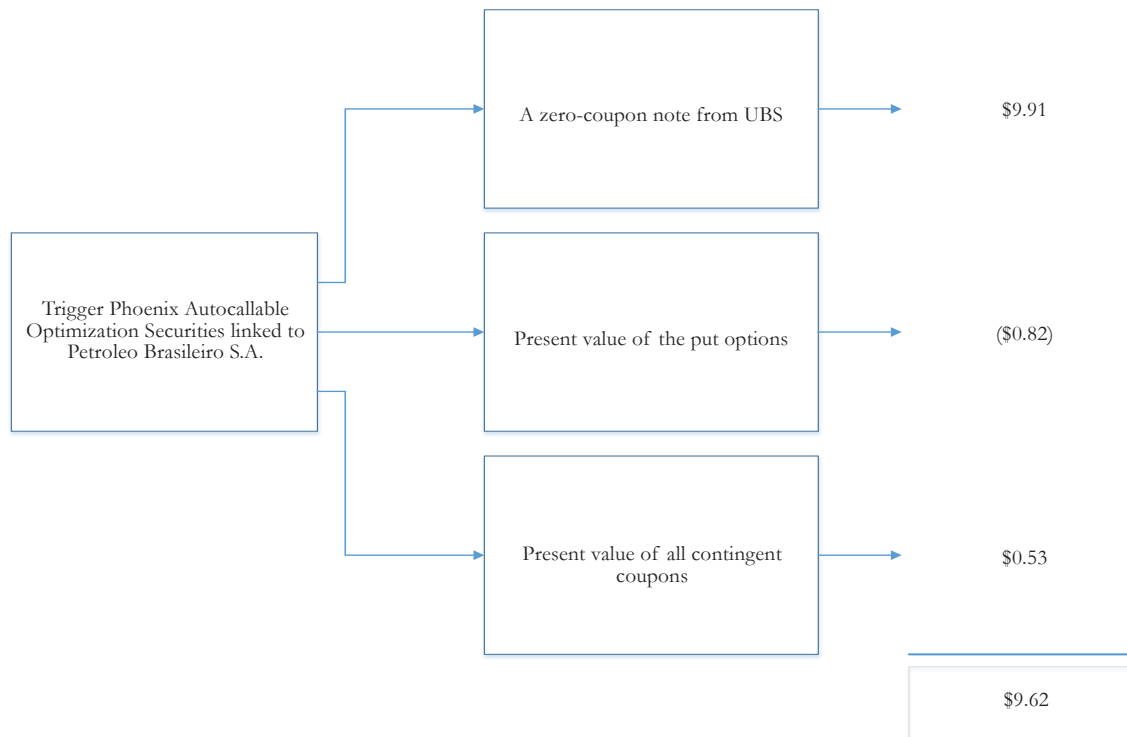 A zero-coupon note from UBS
$9.91
Trigger Phoenix Autocallable
Optimization Securities linked to
Petroleo Brasileiro S.A.
Present value of the put options
($0.82)
Present value of all contingent
coupons
$0.53
$9.62